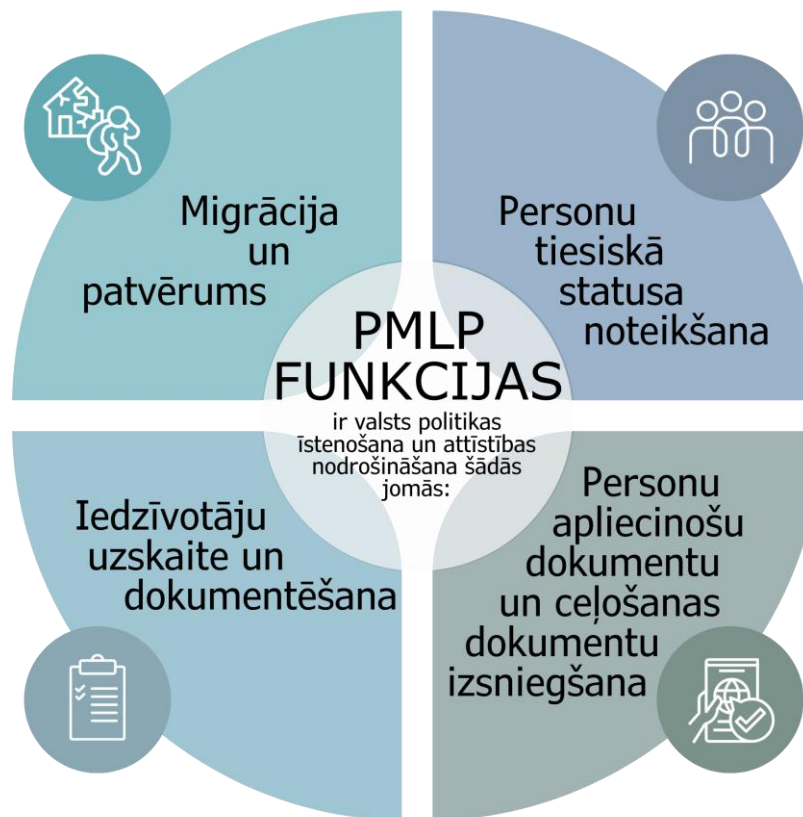 Migrācija
un
patvērums
Personu
tiesiskā
statusa
noteikšana
PMLP
FUNKCIJAS
ir valsts politikas
īstenošana un attīstības
nodrošināšana šādās
jomās:
Iedzīvotāju
uzskaite un
dokumentēšana
Personu
apliecinošu
dokumentu
un ceļošanas
dokumentu
izsniegšana